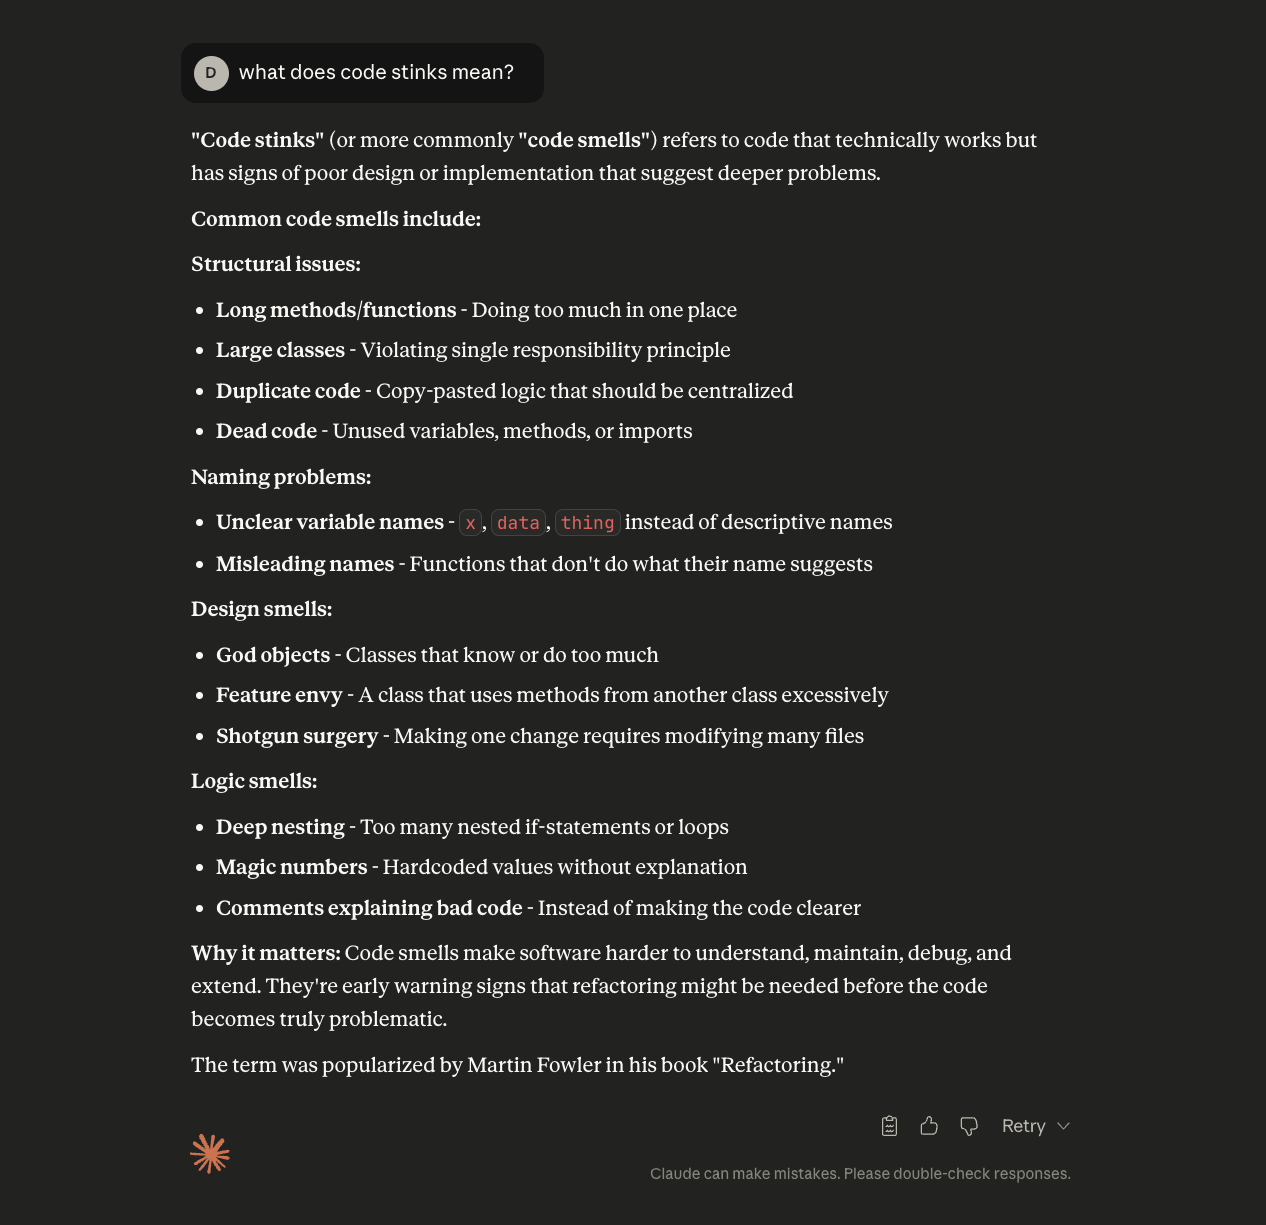 D
what does code stinks mean?
"Code stinks" (or more commonly "code smells") refers to code that technically works but
has signs of poor design or implementation that suggest deeper problems.
Common code smells include:
Structural issues:
• Long methods/functions - Doing too much in one place
• Large classes - Violating single responsibility principle
• Duplicate code - Copy-pasted logic that should be centralized
• Dead code - Unused variables, methods, or imports
Naming problems:
• Unclear variable names - x, data, thing instead of descriptive names
• Misleading names - Functions that don't do what their name suggests
Design smells:
• God objects - Classes that know or do too much
• Feature envy - A class that uses methods from another class excessively
• Shotgun surgery - Making one change requires modifying many files
Logic smells:
• Deep nesting - Too many nested if-statements or loops
• Magic numbers - Hardcoded values without explanation
• Comments explaining bad code - Instead of making the code clearer
Why it matters: Code smells make software harder to understand, maintain, debug, and
extend. They're early warning signs that refactoring might be needed before the code
becomes truly problematic.
The term was popularized by Martin Fowler in his book "Refactoring."
Retry
Claude can make mistakes. Please double-check responses.